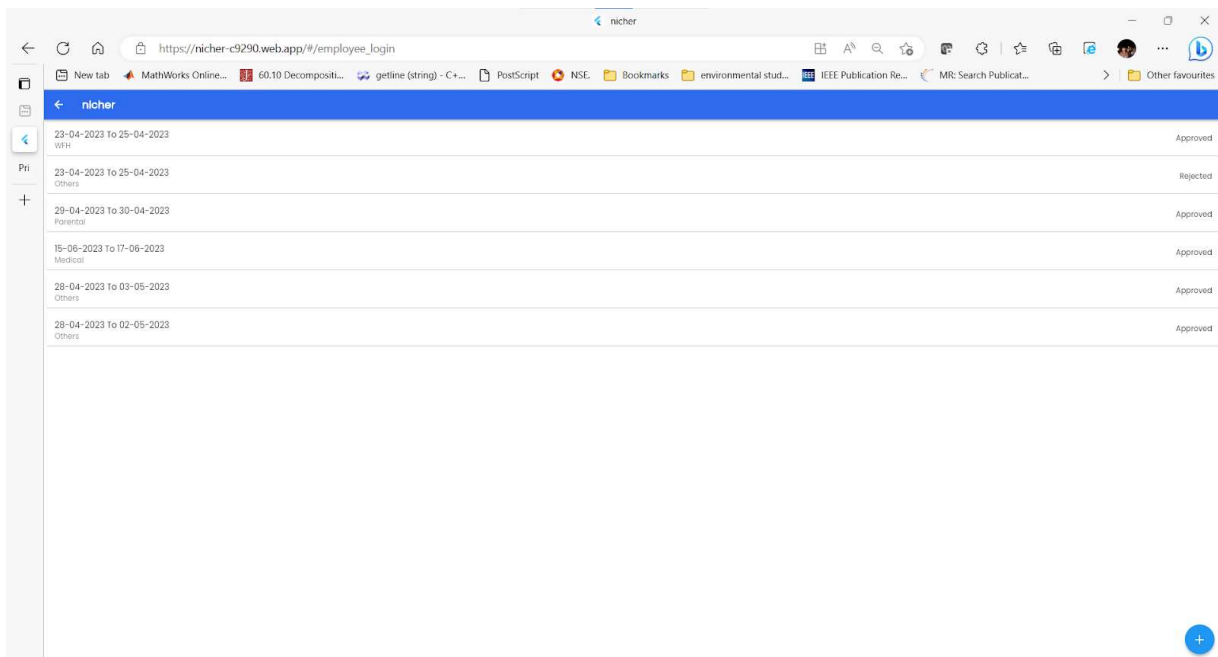 nicher
https://nicher-c9290.web.app/#/employee_login
New tab MathWorks Online... 60.10 Decompositi... getline (string) - C+... PostScript NSE. Bookmarks environmental stud... IEEE Publication Re... MR: Search Publicat... Other favourites
nicher
23-04-2023 To 25-04-2023
WFH
Approved
23-04-2023 To 25-04-2023
Others
Rejected
Pri
29-04-2023 To 30-04-2023
Parental
Approved
15-06-2023 To 17-06-2023
Medical
Approved
28-04-2023 To 03-05-2023
Others
Approved
28-04-2023 To 02-05-2023
Others
Approved